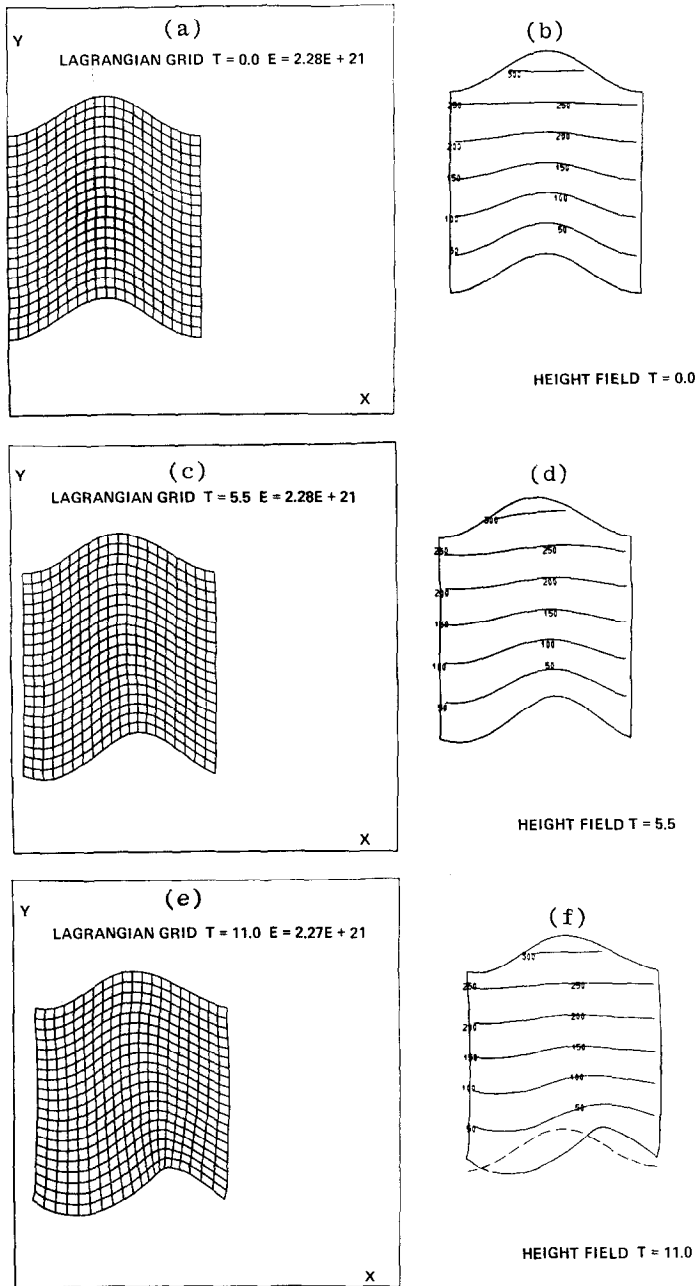 (a)
Y
LAGRANGIAN GRID T = 0.0 E = 2.28E + 21
X
(b)
300
250 250
200 200
150 150
100 100
50 50
HEIGHT FIELD T = 0.0
(c)
Y
LAGRANGIAN GRID T = 5.5 E = 2.28E + 21
X
(d)
300
250 250
200 200
150 150
100 100
50 50
HEIGHT FIELD T = 5.5
(e)
Y
LAGRANGIAN GRID T = 11.0 E = 2.27E + 21
X
(f)
300
250 250
200 200
150 150
100 100
50 50
HEIGHT FIELD T = 11.0